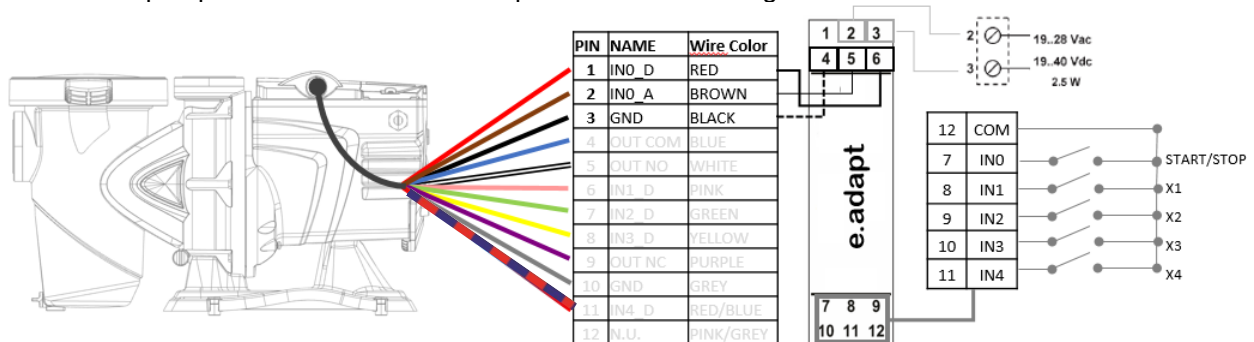 PIN NAME Wire Color
1 IN0_D RED
2 IN0_A BROWN
3 GND BLACK
4 OUT COM BLUE
5 OUT NO WHITE
6 IN1_D PINK
7 IN2_D GREEN
8 IN3_D YELLOW
9 OUT NC PURPLE
10 GND GREY
11 IN4_D RED/BLUE
12 N.U. PINK/GREY
1 2 3
4 5 6
e.adapt
7 8 9
10 11 12
2 19..28 Vac
3 19..40 Vdc
2.5 W
12 COM
7 IN0 START/STOP
8 IN1 X1
9 IN2 X2
10 IN3 X3
11 IN4 X4